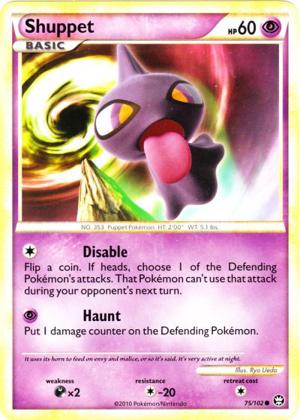 Shuppet
HP 60
BASIC
NO. 353 Puppet Pokémon HT: 2'00" WT: 5.1 lbs.
Disable
Flip a coin. If heads, choose 1 of the Defending
Pokémon's attacks. That Pokémon can't use that attack
during your opponent's next turn.
Haunt
Put 1 damage counter on the Defending Pokémon.
It uses its horn to feed on envy and malice, or so it's said. It's very active at night.
Illus. Ryo Ueda
weakness
×2
resistance
-20
retreat cost
©2010 Pokémon/Nintendo
75/102